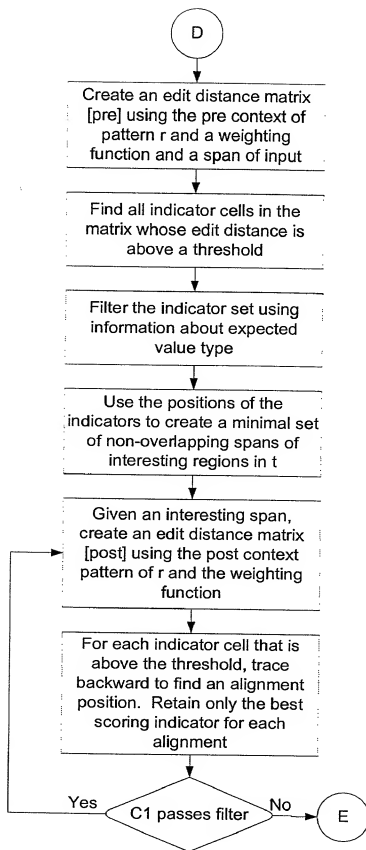 D
Create an edit distance matrix
[pre] using the pre context of
pattern r and a weighting
function and a span of input
Find all indicator cells in the
matrix whose edit distance is
above a threshold
Filter the indicator set using
information about expected
value type
Use the positions of the
indicators to create a minimal set
of non-overlapping spans of
interesting regions in t
Given an interesting span,
create an edit distance matrix
[post] using the post context
pattern of r and the weighting
function
For each indicator cell that is
above the threshold, trace
backward to find an alignment
position. Retain only the best
scoring indicator for each
alignment
Yes
C1 passes filter
No
E